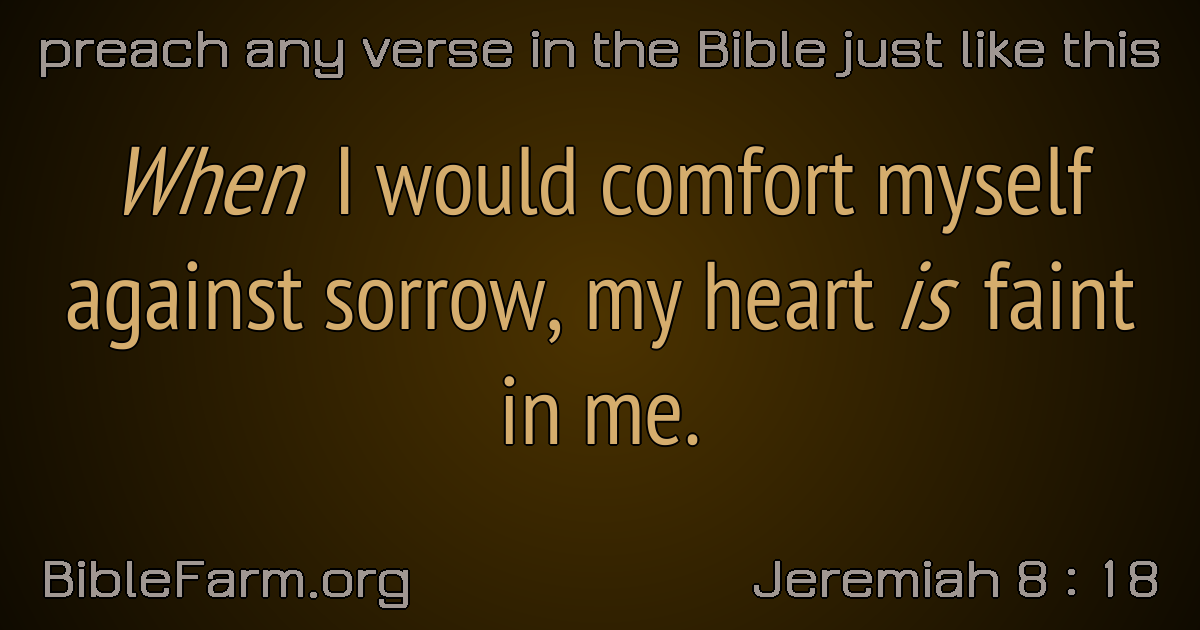 preach any verse in the Bible just like this
When I would comfort myself
against sorrow, my heart is faint
in me.
BibleFarm.org
Jeremiah 8 : 18